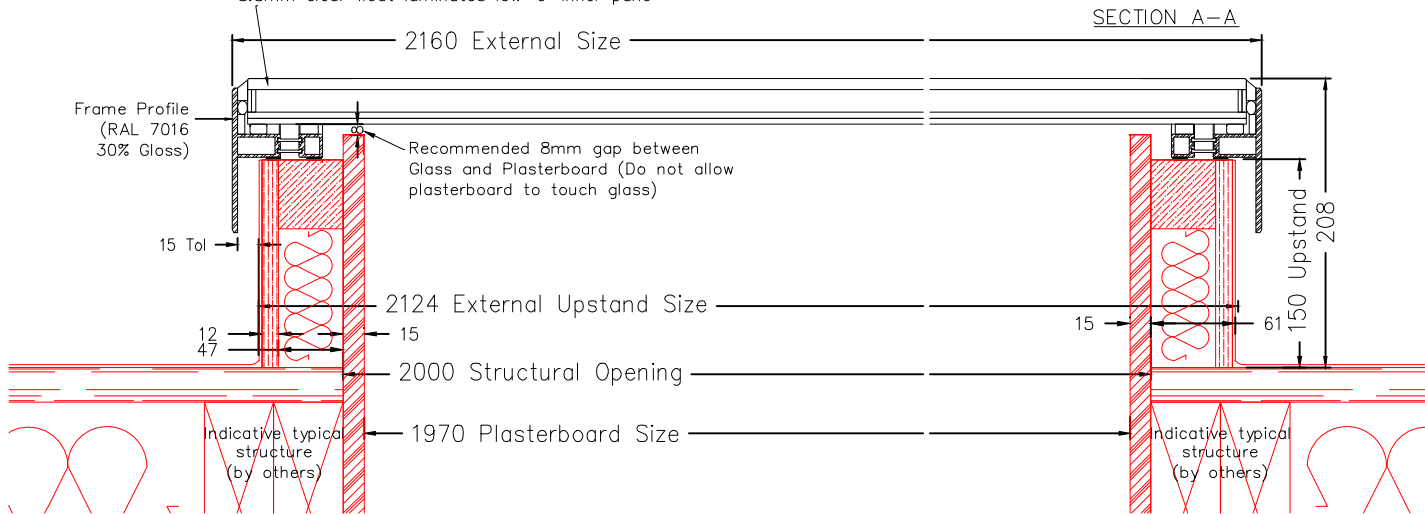 SECTION A-A
2160 External Size
Frame Profile
(RAL 7016
30% Gloss)
8
Recommended 8mm gap between
Glass and Plasterboard (Do not allow
plasterboard to touch glass)
15 Tol
150 Upstand
208
2124 External Upstand Size
12
47
15
15
61
2000 Structural Opening
1970 Plasterboard Size
Indicative typical
structure
(by others)
Indicative typical
structure
(by others)